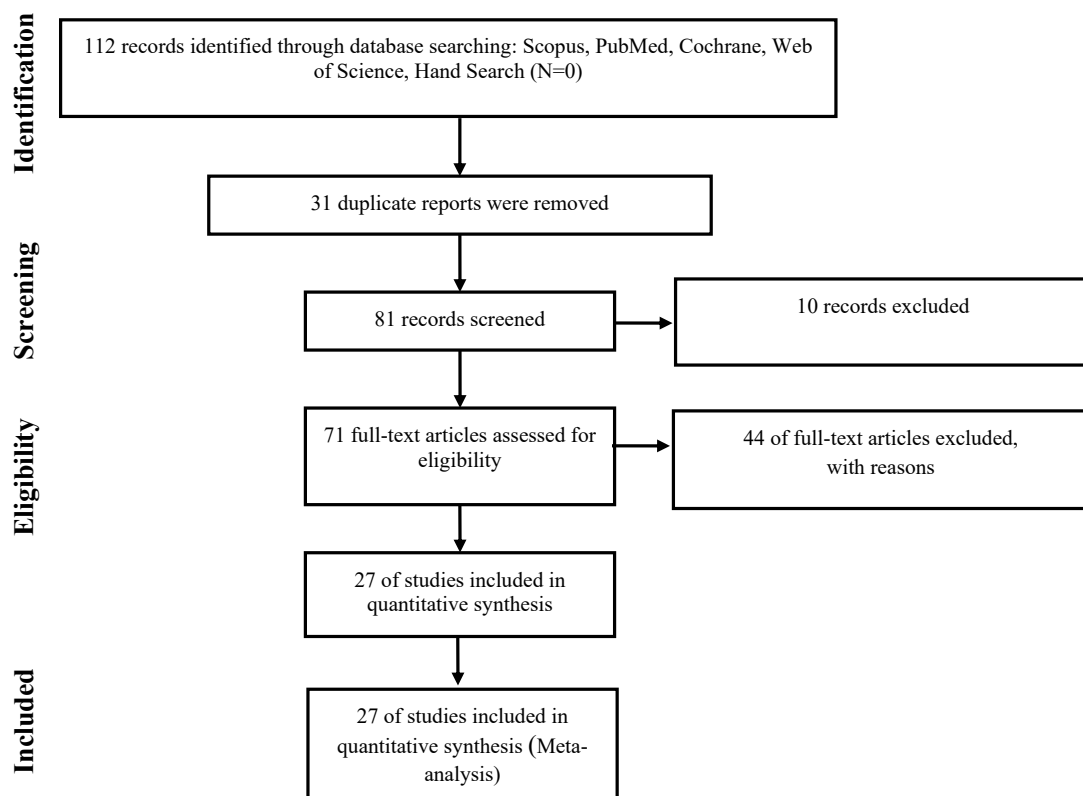 Identification
112 records identified through database searching: Scopus, PubMed, Cochrane, Web
of Science, Hand Search (N=0)
31 duplicate reports were removed
Screening
81 records screened
10 records excluded
Eligibility
71 full-text articles assessed for
eligibility
44 of full-text articles excluded,
with reasons
27 of studies included in
quantitative synthesis
Included
27 of studies included in
quantitative synthesis (Meta-
analysis)